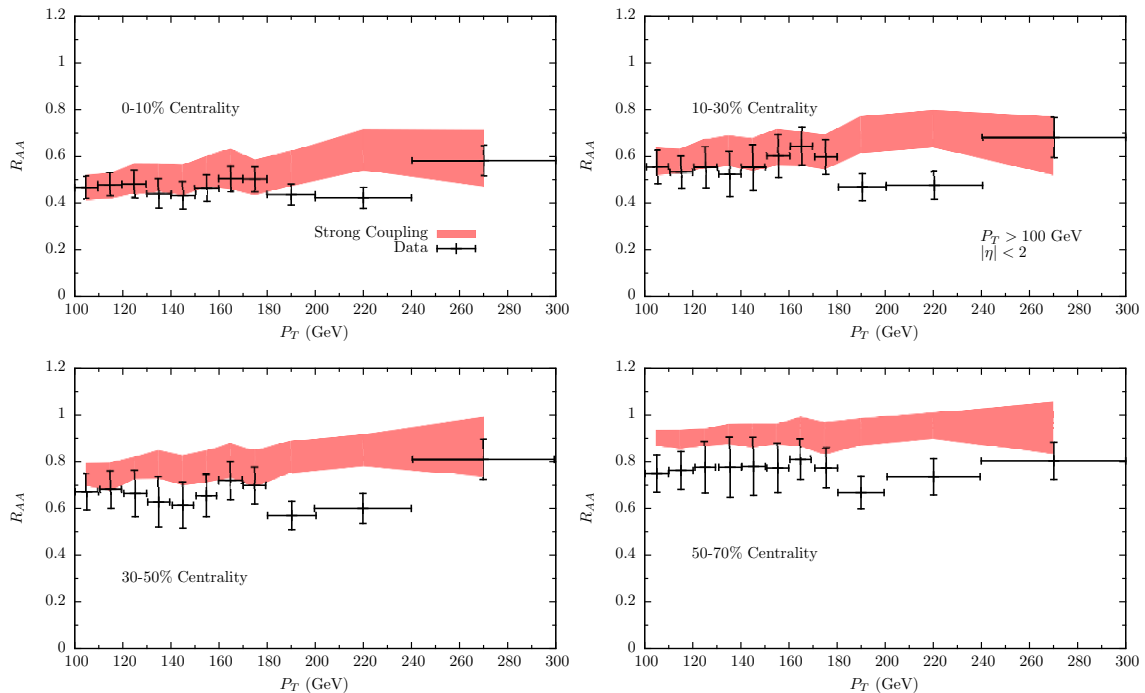 1.2
1
0.8
0.6
0.4
0.2
0
R_AA
0-10% Centrality
Strong Coupling
Data
100 120 140 160 180 200 220 240 260 280 300
P_T (GeV)
1.2
1
0.8
0.6
0.4
0.2
0
R_AA
10-30% Centrality
P_T > 100 GeV
|η| < 2
100 120 140 160 180 200 220 240 260 280 300
P_T (GeV)
1.2
1
0.8
0.6
0.4
0.2
0
R_AA
30-50% Centrality
100 120 140 160 180 200 220 240 260 280 300
P_T (GeV)
1.2
1
0.8
0.6
0.4
0.2
0
R_AA
50-70% Centrality
100 120 140 160 180 200 220 240 260 280 300
P_T (GeV)